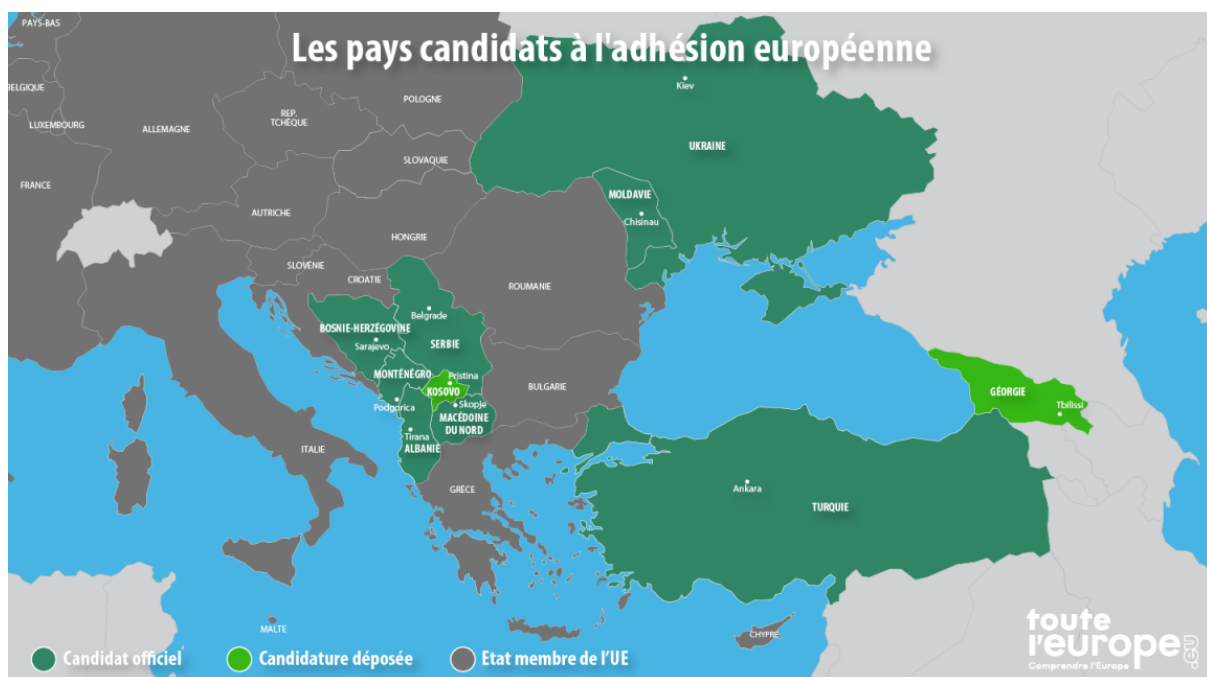 Les pays candidats à l'adhésion européenne
PAYS-BAS
BELGIQUE
LUXEMBOURG
ALLEMAGNE
REP.
TCHÈQUE
POLOGNE
Kiev
UKRAINE
SLOVAQUIE
FRANCE
AUTRICHE
MOLDAVIE
Chisinau
HONGRIE
SLOVÉNIE
CROATIE
ROUMANIE
Belgrade
BOSNIE-HERZÉGOVINE
Sarajevo
SERBIE
MONTÉNÉGRO
Pristina
KOSOVO
BULGARIE
GÉORGIE
Tbilissi
Podgorica
Skopje
MACÉDOINE
DU NORD
Tirana
ALBANIE
ITALIE
GRÈCE
Ankara
TURQUIE
MALTE
CHYPRE
Candidat officiel
Candidature déposée
Etat membre de l'UE
toute
l'europe.eu
Comprendre l'Europe